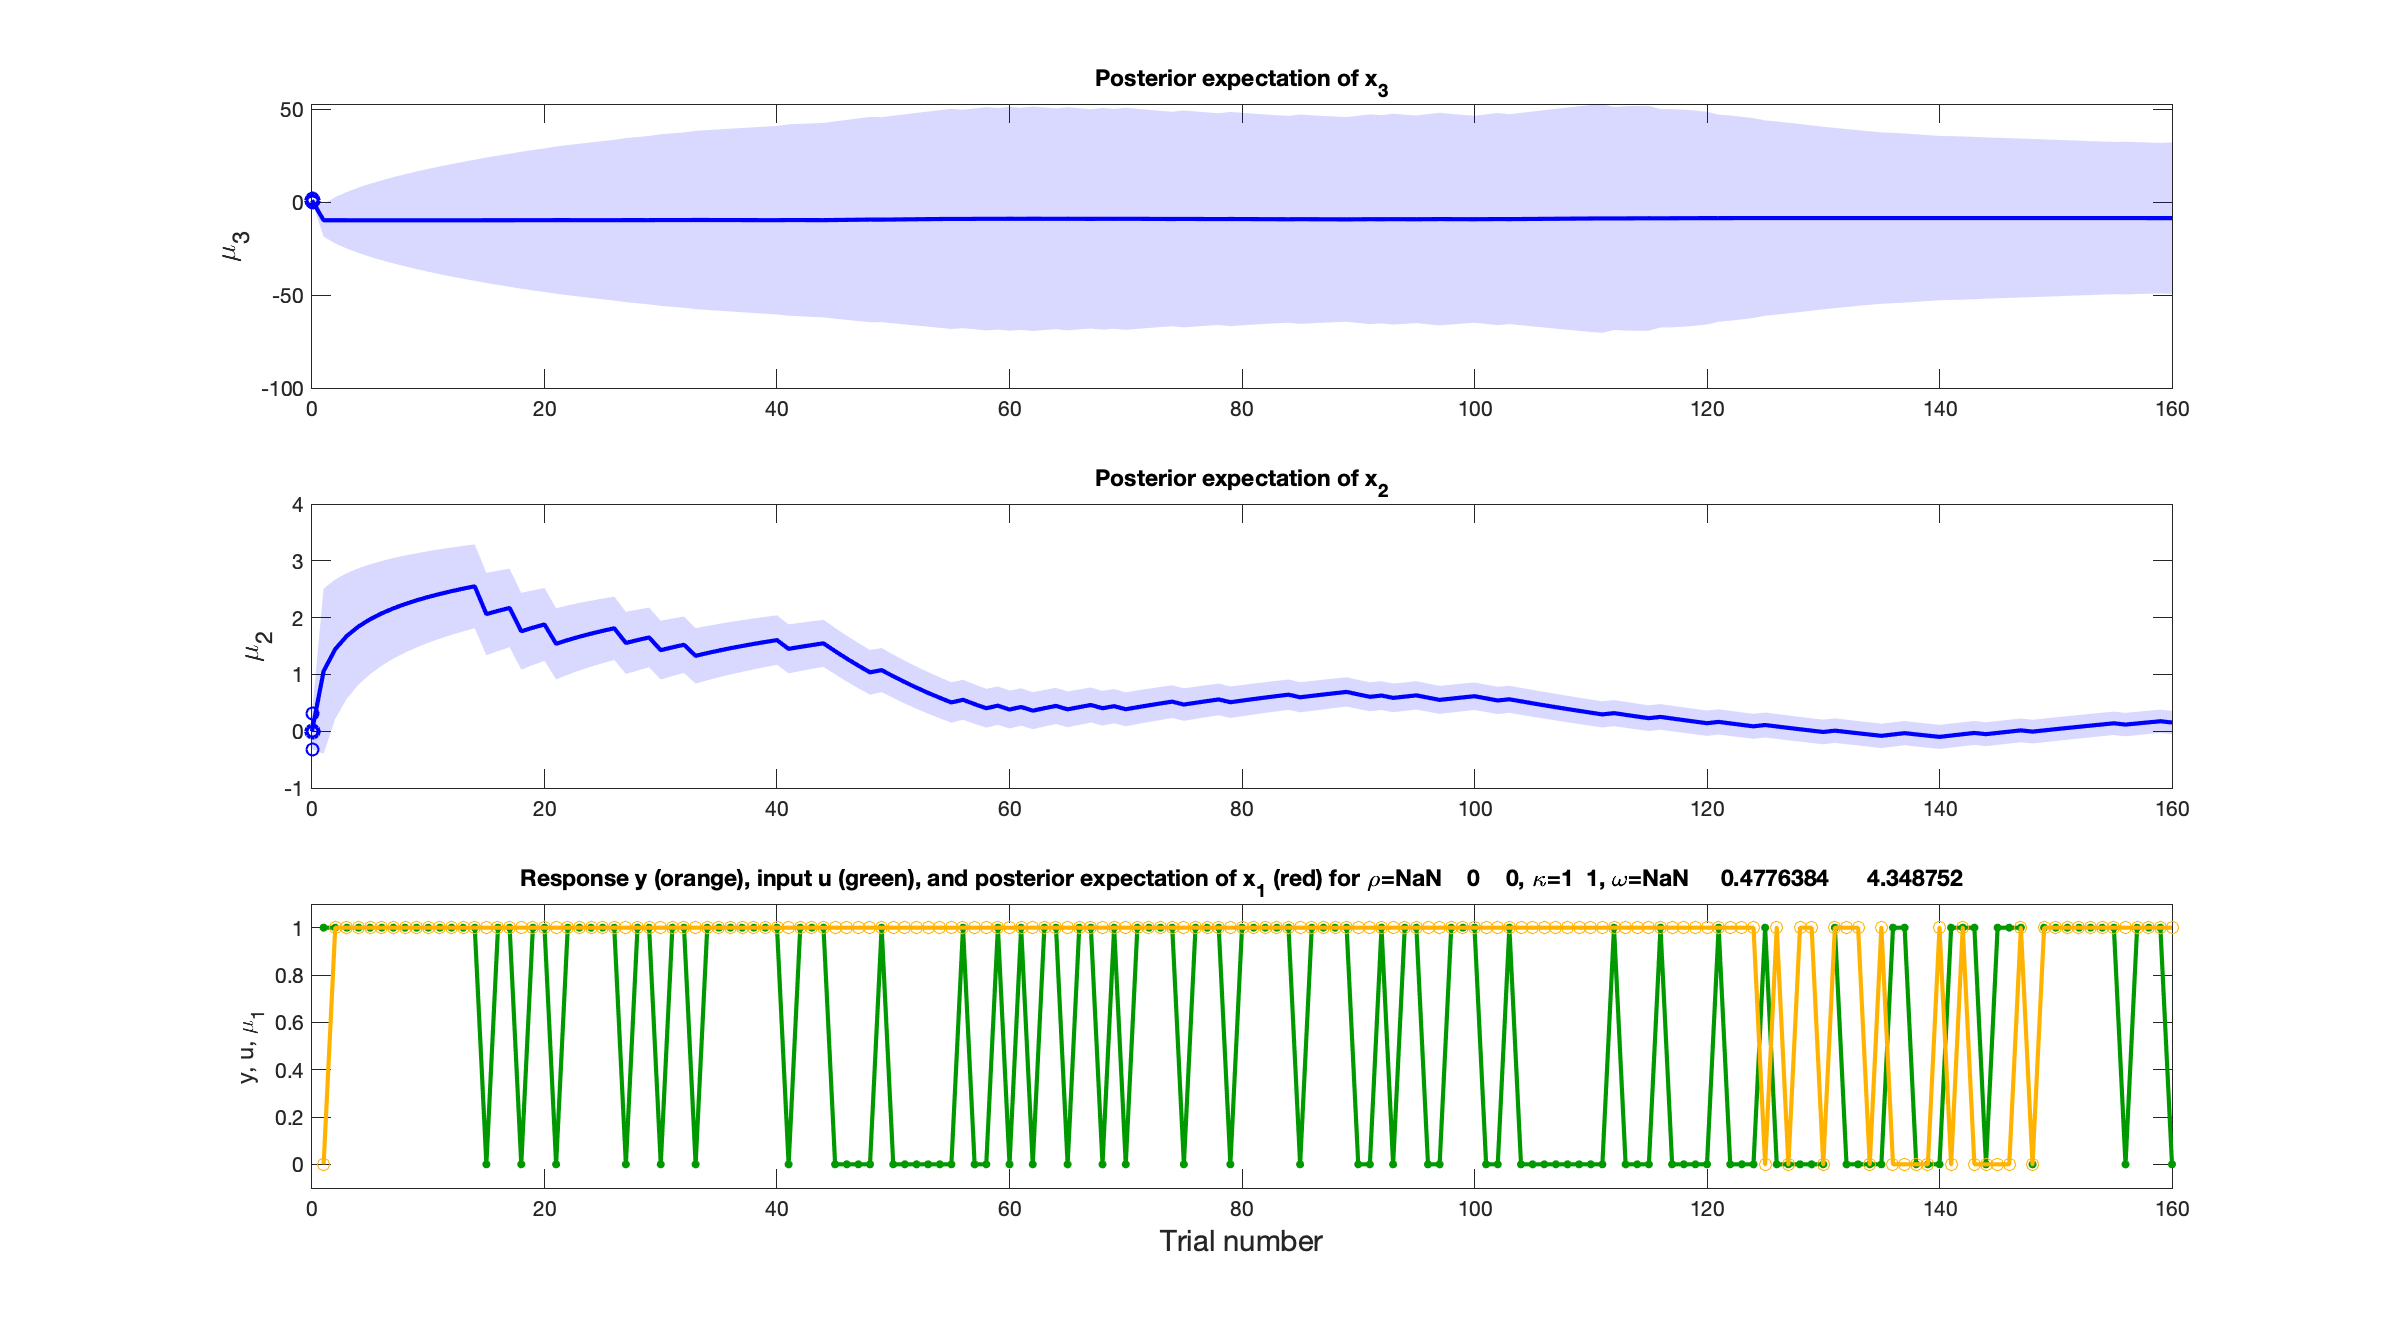 Posterior expectation of x3
50
0
-50
-100
μ3
0 20 40 60 80 100 120 140 160
Posterior expectation of x2
4
3
2
1
0
-1
μ2
0 20 40 60 80 100 120 140 160
Response y (orange), input u (green), and posterior expectation of x1 (red) for ρ=NaN 0 0, κ=1 1, ω=NaN 0.4776384 4.348752
1
0.8
0.6
0.4
0.2
0
y, u, μ1
0 20 40 60 80 100 120 140 160
Trial number